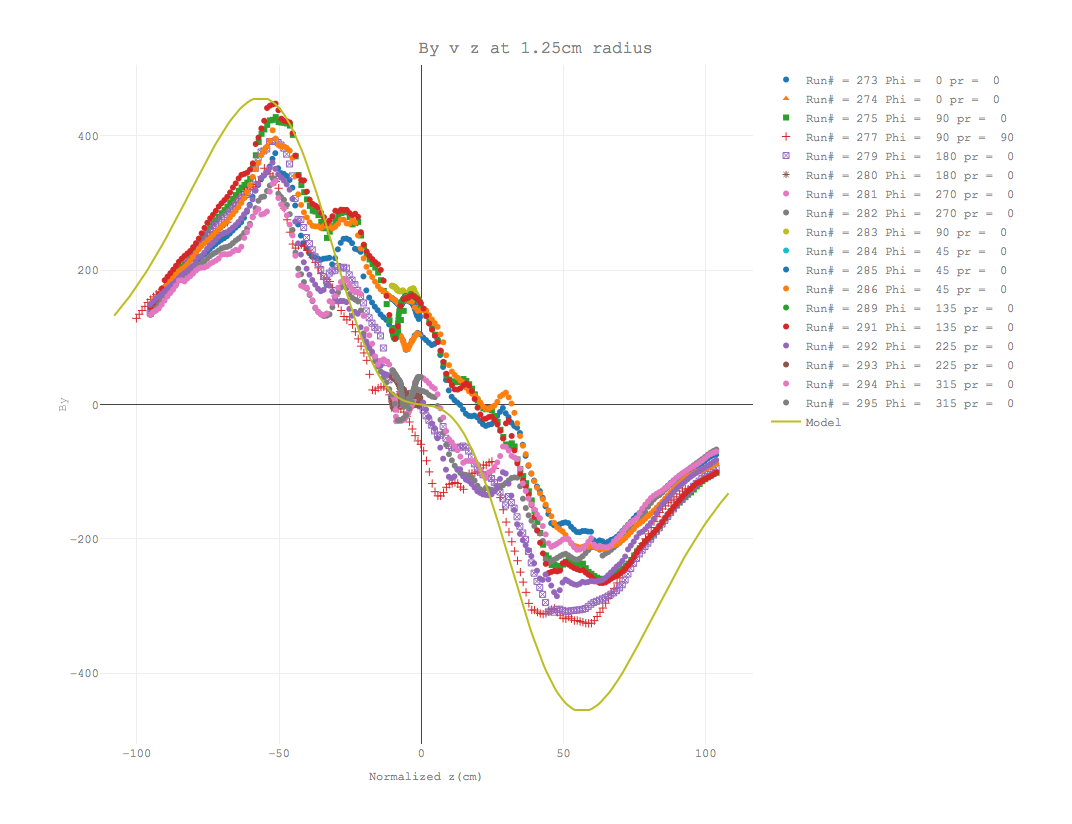 By v z at 1.25cm radius
Run# = 273 Phi =  0 pr =  0
Run# = 274 Phi =  0 pr =  0
Run# = 275 Phi =  90 pr =  0
Run# = 277 Phi =  90 pr =  90
Run# = 279 Phi =  180 pr =  0
Run# = 280 Phi =  180 pr =  0
Run# = 281 Phi =  270 pr =  0
Run# = 282 Phi =  270 pr =  0
Run# = 283 Phi =  90 pr =  0
Run# = 284 Phi =  45 pr =  0
Run# = 285 Phi =  45 pr =  0
Run# = 286 Phi =  45 pr =  0
Run# = 289 Phi =  135 pr =  0
Run# = 291 Phi =  135 pr =  0
Run# = 292 Phi =  225 pr =  0
Run# = 293 Phi =  225 pr =  0
Run# = 294 Phi =  315 pr =  0
Run# = 295 Phi =  315 pr =  0
Model
400
200
0
−200
−400
By
−100
−50
0
50
100
Normalized z(cm)